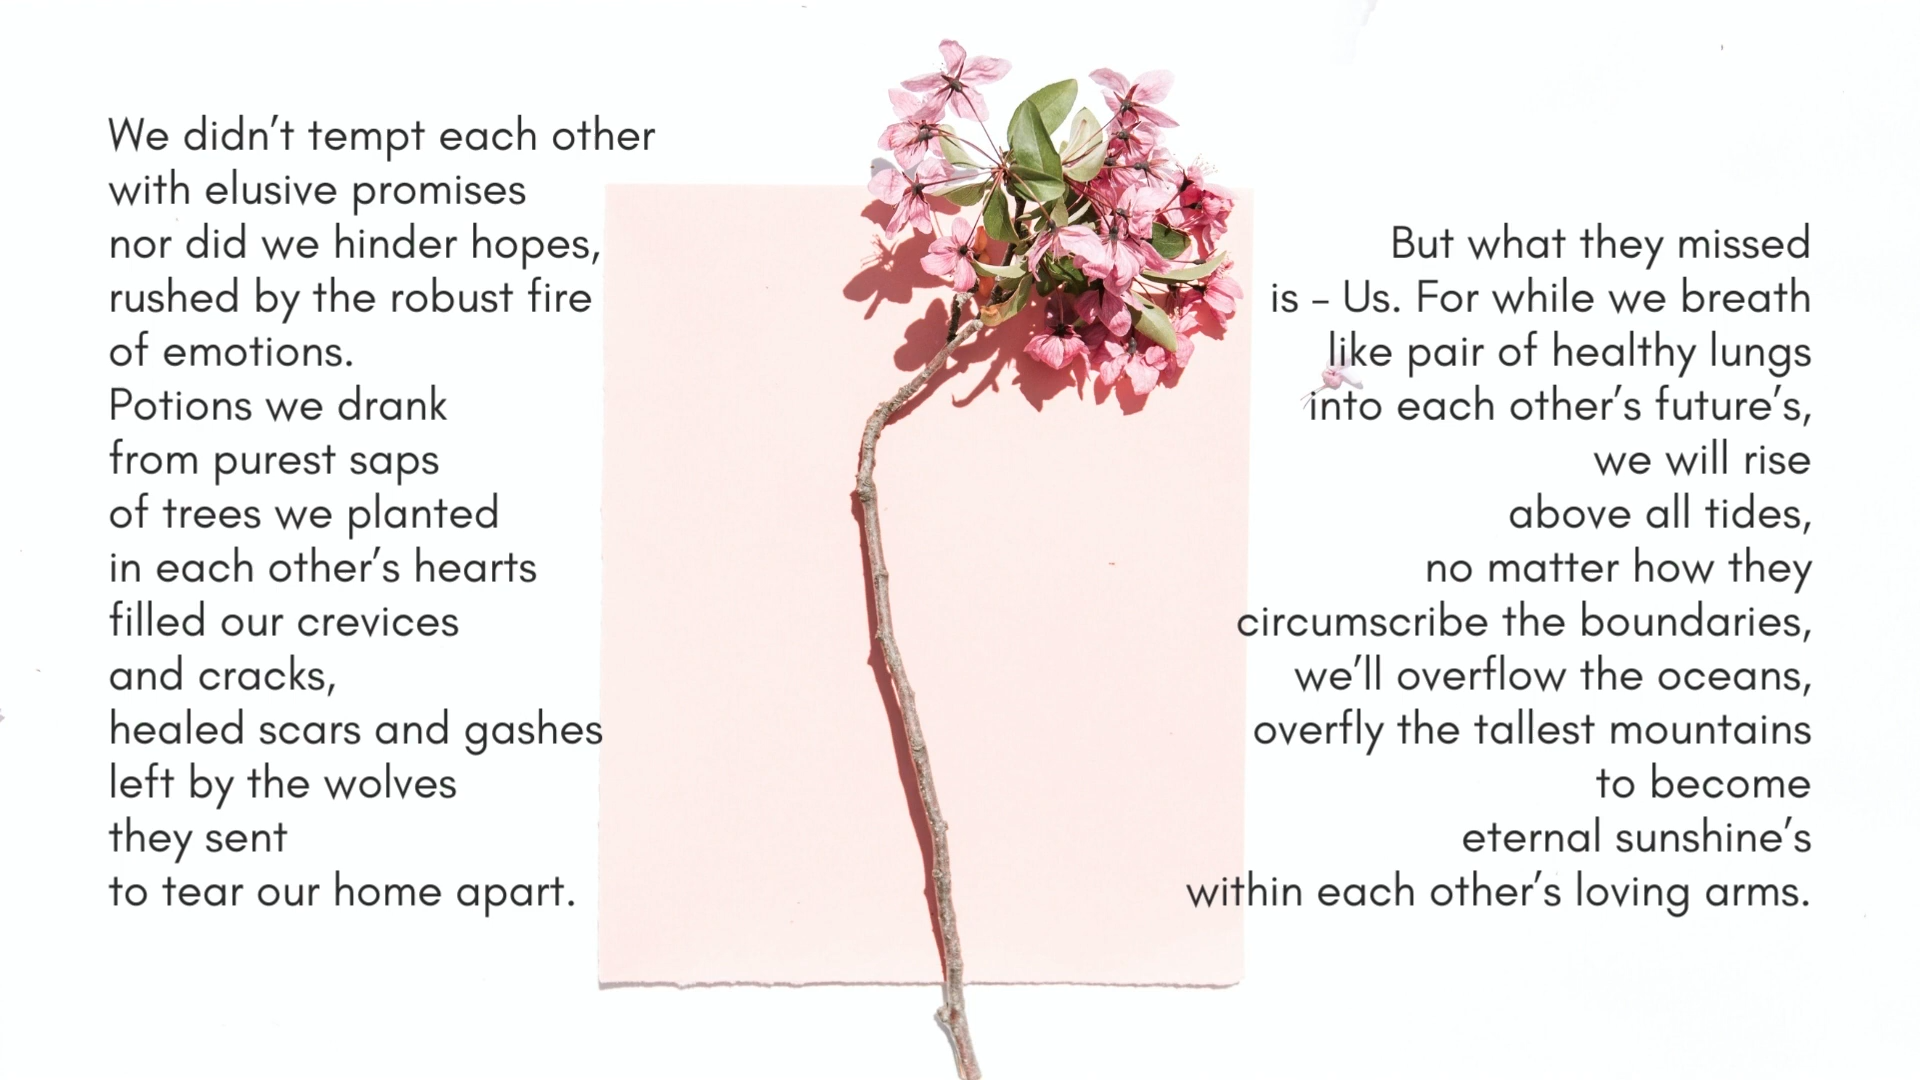 We didn’t tempt each other
with elusive promises
nor did we hinder hopes,
rushed by the robust fire
of emotions.
Potions we drank
from purest saps
of trees we planted
in each other’s hearts
filled our crevices
and cracks,
healed scars and gashes
left by the wolves
they sent
to tear our home apart.
But what they missed
is – Us. For while we breath
like pair of healthy lungs
into each other’s future’s,
we will rise
above all tides,
no matter how they
circumscribe the boundaries,
we’ll overflow the oceans,
overfly the tallest mountains
to become
eternal sunshine’s
within each other’s loving arms.